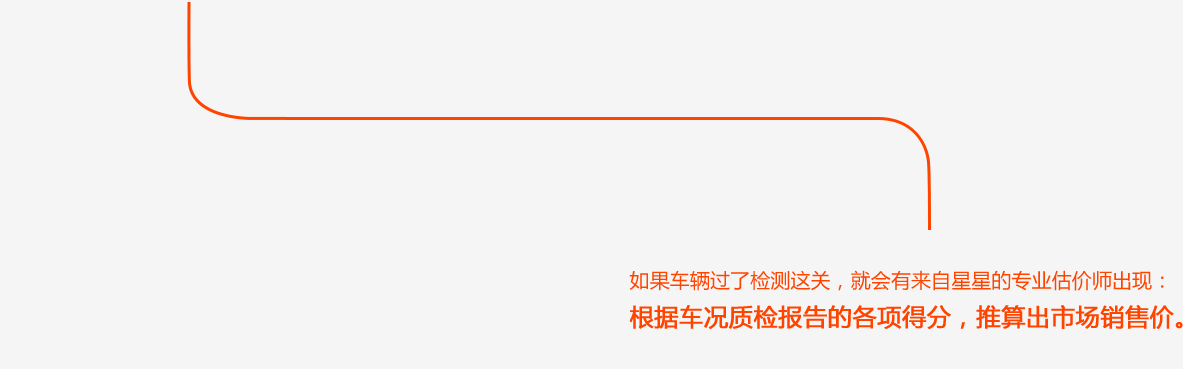 如果车辆过了检测这关，就会有来自星星的专业估价师出现：
根据车况质检报告的各项得分，推算出市场销售价。